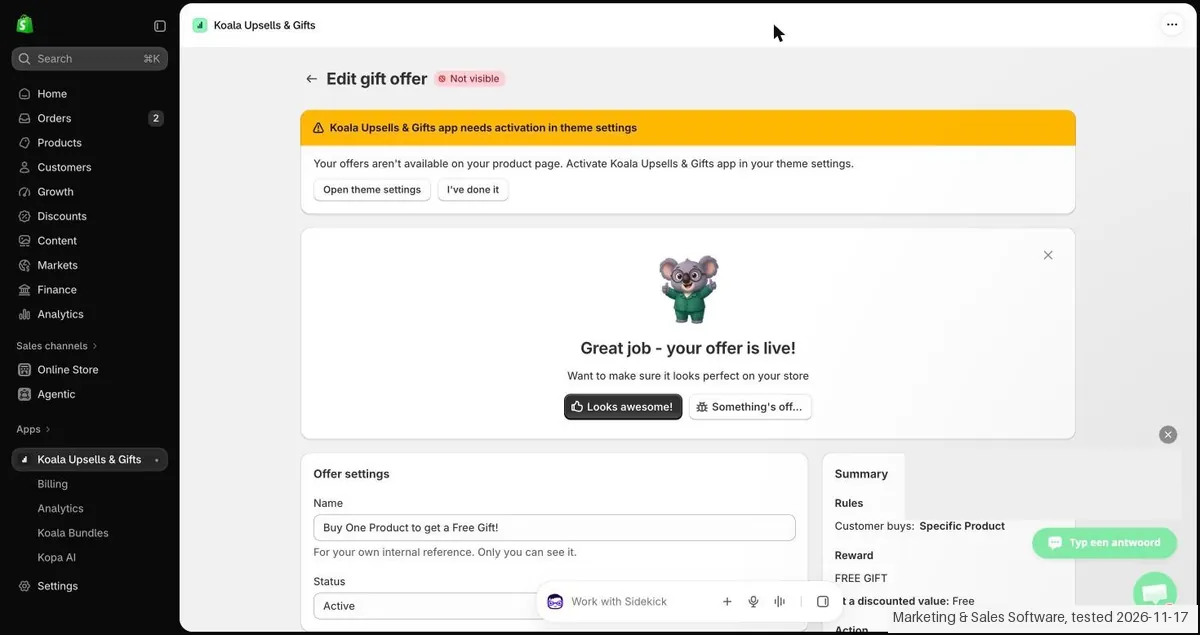 Koala Upsells & Gifts
Search ⌘K
Home
Orders 2
Products
Customers
Growth
Discounts
Content
Markets
Finance
Analytics
Sales channels
Online Store
Agentic
Apps
Koala Upsells & Gifts
Billing
Analytics
Koala Bundles
Kopa AI
Settings
Edit gift offer Not visible
Koala Upsells & Gifts app needs activation in theme settings
Your offers aren't available on your product page. Activate Koala Upsells & Gifts app in your theme settings.
Open theme settings I've done it
Great job - your offer is live!
Want to make sure it looks perfect on your store
Looks awesome! Something's off...
Offer settings
Name
Buy One Product to get a Free Gift!
For your own internal reference. Only you can see it.
Status
Active
Summary
Rules
Customer buys: Specific Product
Reward
FREE GIFT
t a discounted value: Free
Action
Typ een antwoord
Work with Sidekick
Marketing & Sales Software, tested 2026-11-17